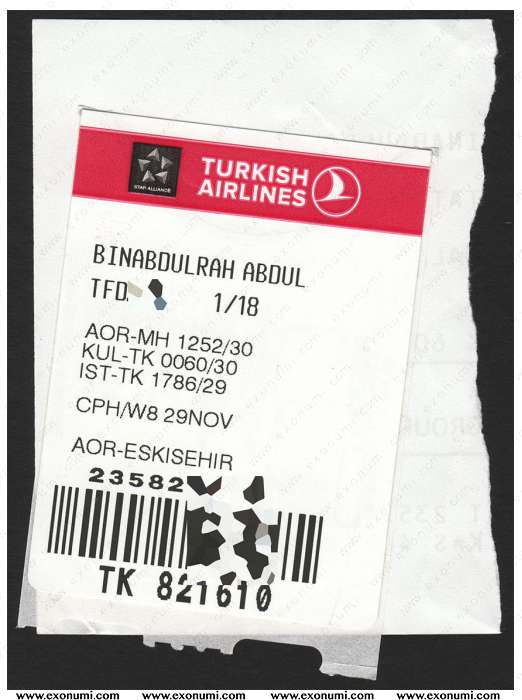 STAR ALLIANCE
TURKISH
AIRLINES
BINABDULRAH ABDUL
TFD
1/18
AOR-MH 1252/30
KUL-TK 0060/30
IST-TK 1786/29
CPH/W8 29NOV
AOR-ESKISEHIR
23582
TK 821610
www.exonumi.com www.exonumi.com www.exonumi.com www.exonumi.com